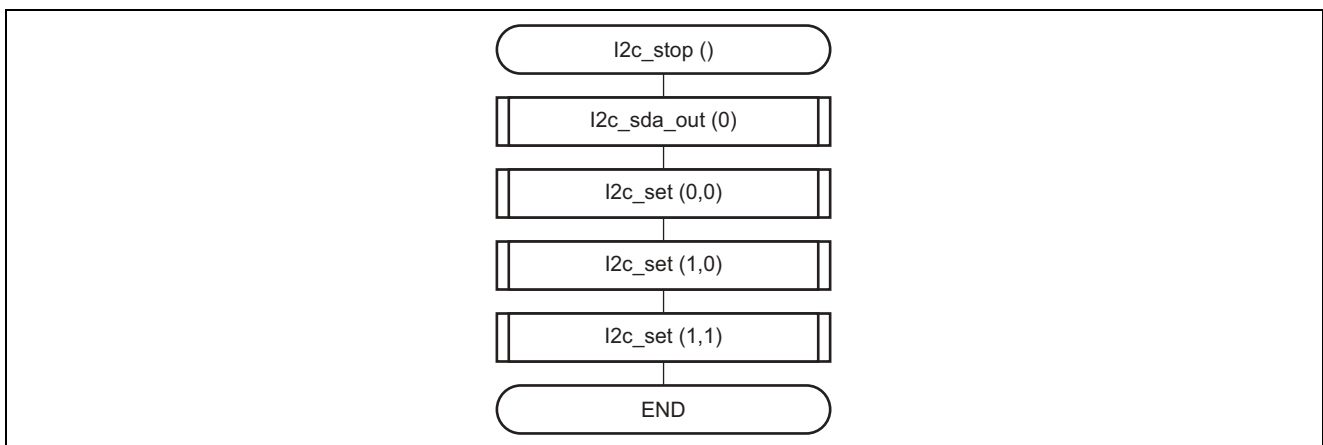 I2c_stop ()
I2c_sda_out (0)
I2c_set (0,0)
I2c_set (1,0)
I2c_set (1,1)
END